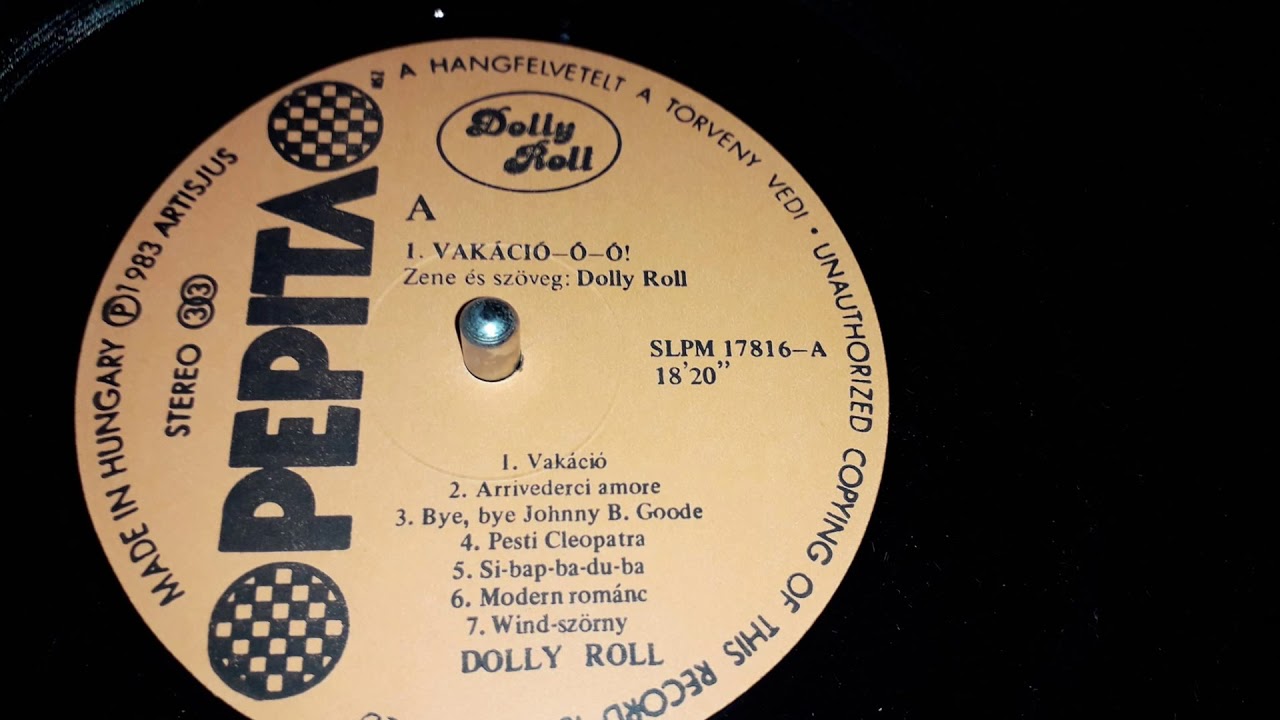 A HANGFELVETELT A TORVENY VEDI • UNAUTHORIZED COPYING OF THIS RECORD
MADE IN HUNGARY Ⓟ 1983 ARTISJUS
STEREO 33
PEPITA
Dolly
Roll
A
1. VAKÁCIÓ–Ó–Ó!
Zene és szöveg: Dolly Roll
SLPM 17816–A
18'20"
1. Vakáció
2. Arrivederci amore
3. Bye, bye Johnny B. Goode
4. Pesti Cleopatra
5. Si-bap-ba-du-ba
6. Modern románc
7. Wind-szörny
DOLLY ROLL